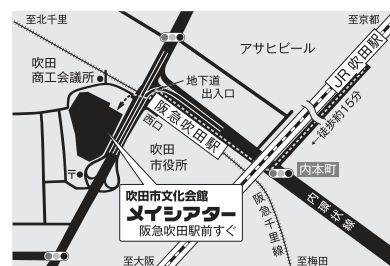 至北千里
至京都
アサヒビール
JR吹田駅
吹田
商工会議所
地下道
出入口
阪急吹田駅
西口
徒歩約15分
吹田
市役所
〒
内本町
吹田市文化会館
メイシアター
阪急吹田駅前すぐ
阪急千里線
内環状線
至大阪
至梅田